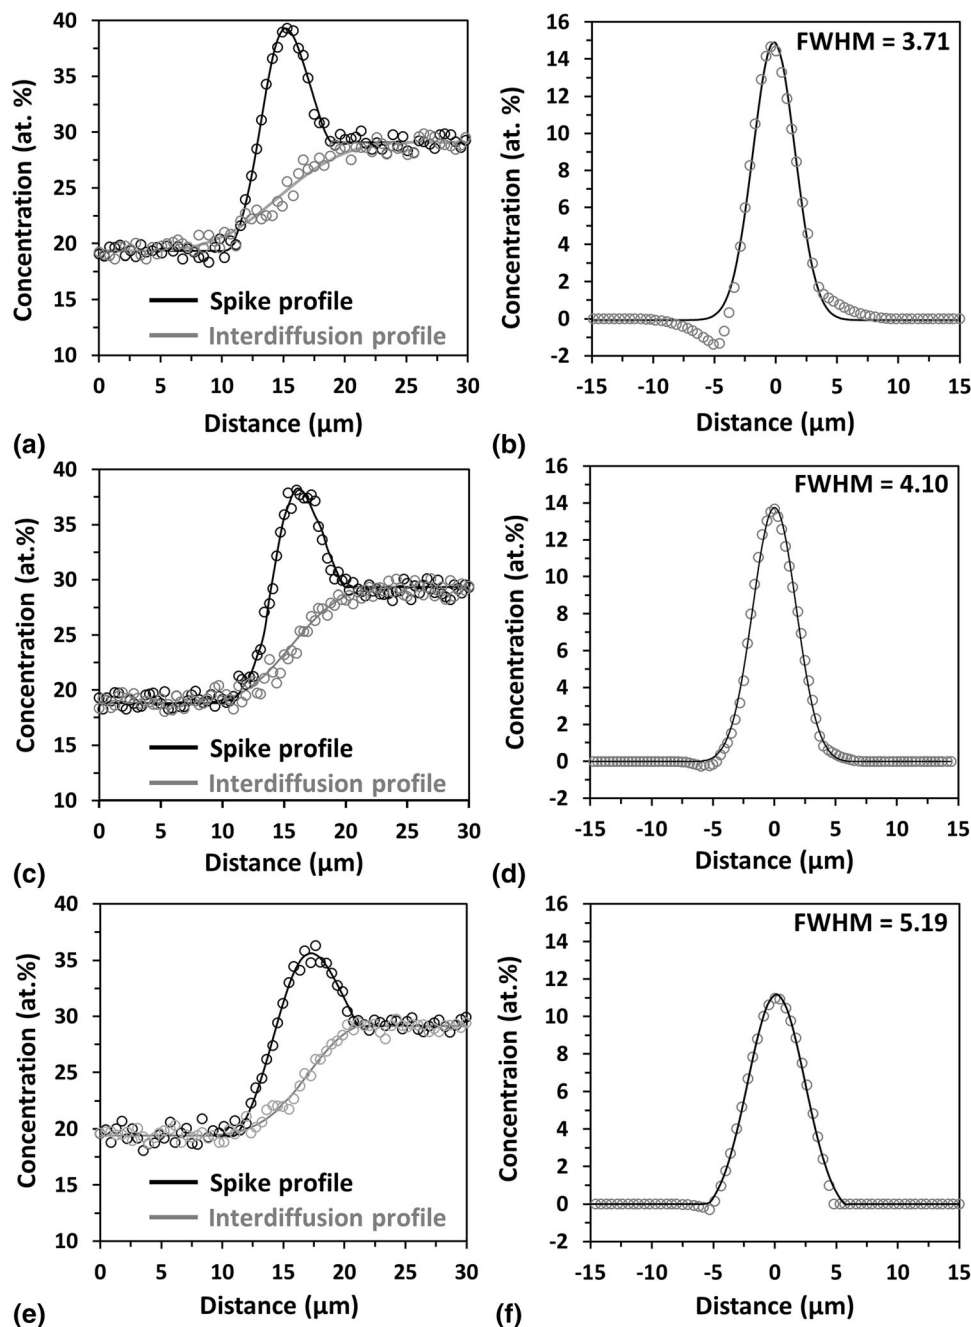 40
35
30
25
20
15
10
Concentration (at. %)
Spike profile
Interdiffusion profile
0 5 10 15 20 25 30
Distance (µm)
(a)
16
14
12
10
8
6
4
2
0
-2
Concentration (at. %)
FWHM = 3.71
-15 -10 -5 0 5 10 15
Distance (µm)
(b)
40
35
30
25
20
15
10
Concentration (at.%)
Spike profile
Interdiffusion profile
0 5 10 15 20 25 30
Distance (µm)
(c)
16
14
12
10
8
6
4
2
0
-2
Concentration (at.%)
FWHM = 4.10
-15 -10 -5 0 5 10 15
Distance (µm)
(d)
40
35
30
25
20
15
10
Concentration (at.%)
Spike profile
Interdiffusion profile
0 5 10 15 20 25 30
Distance (µm)
(e)
16
14
12
10
8
6
4
2
0
-2
Concentraion (at.%)
FWHM = 5.19
-15 -10 -5 0 5 10 15
Distance (µm)
(f)